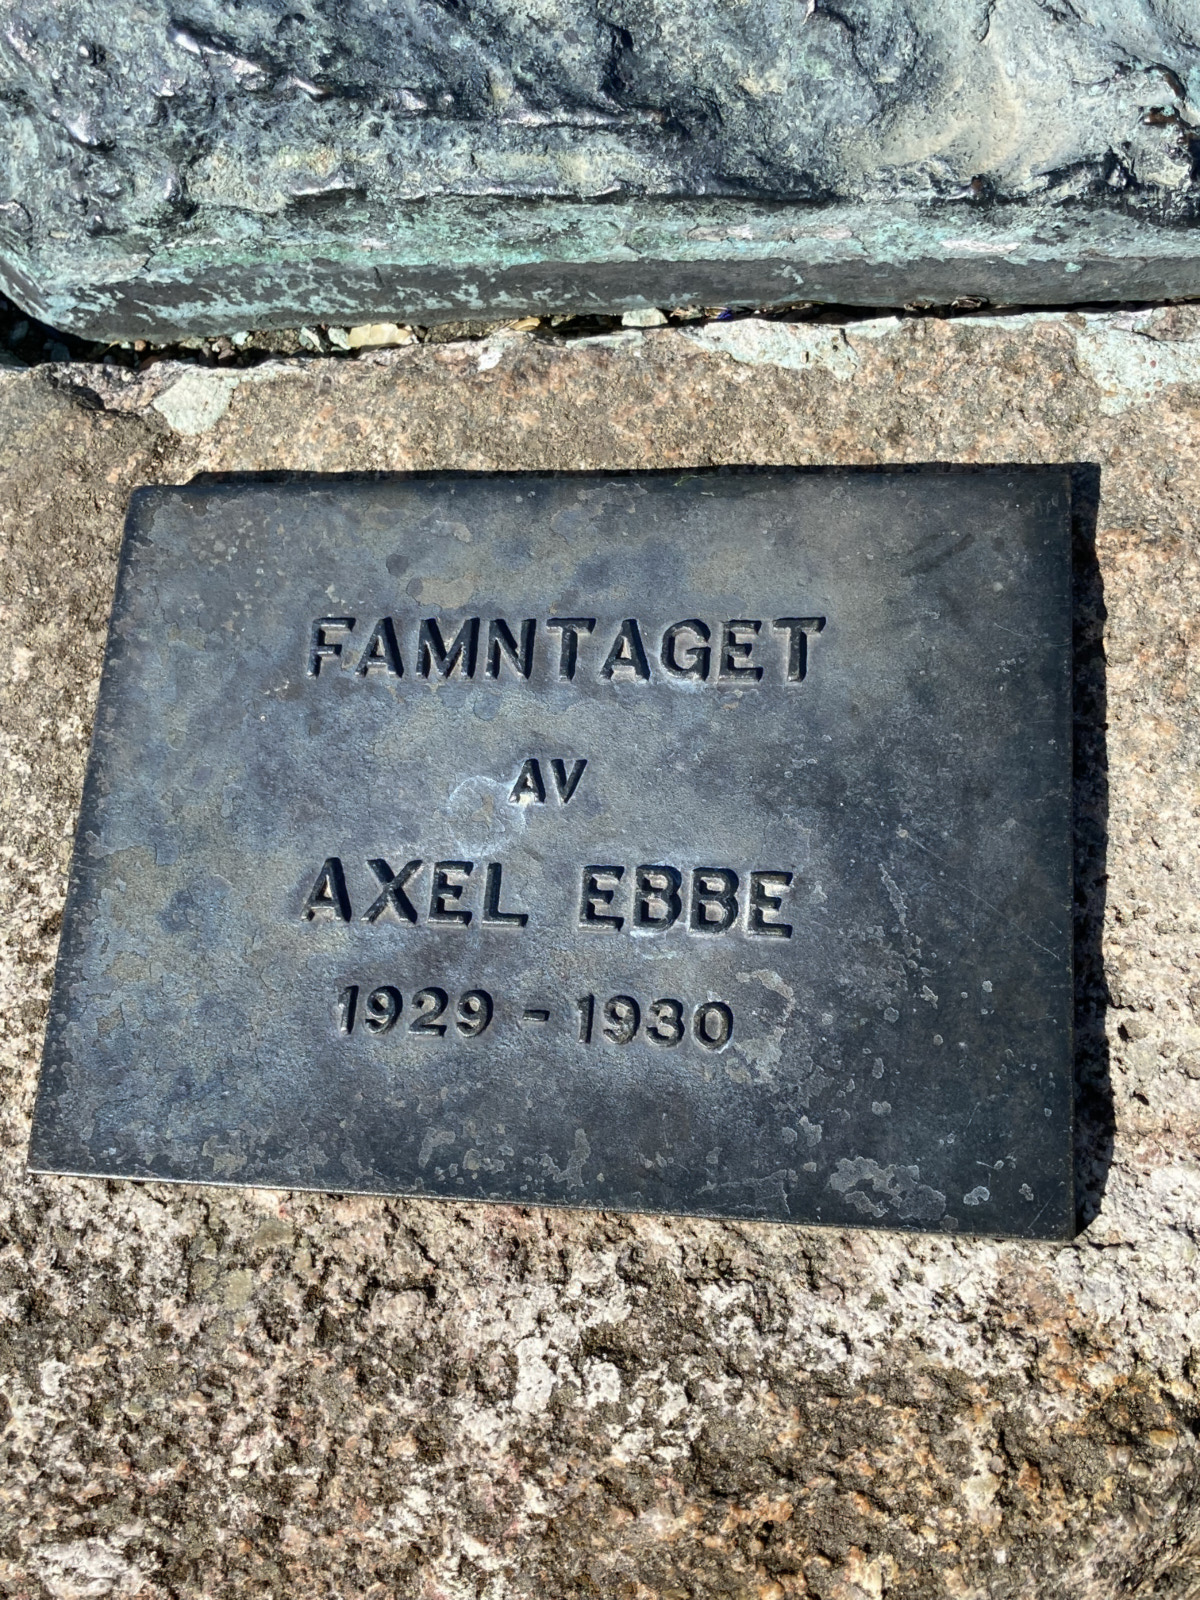 FAMNTAGET
AV
AXEL EBBE
1929 - 1930